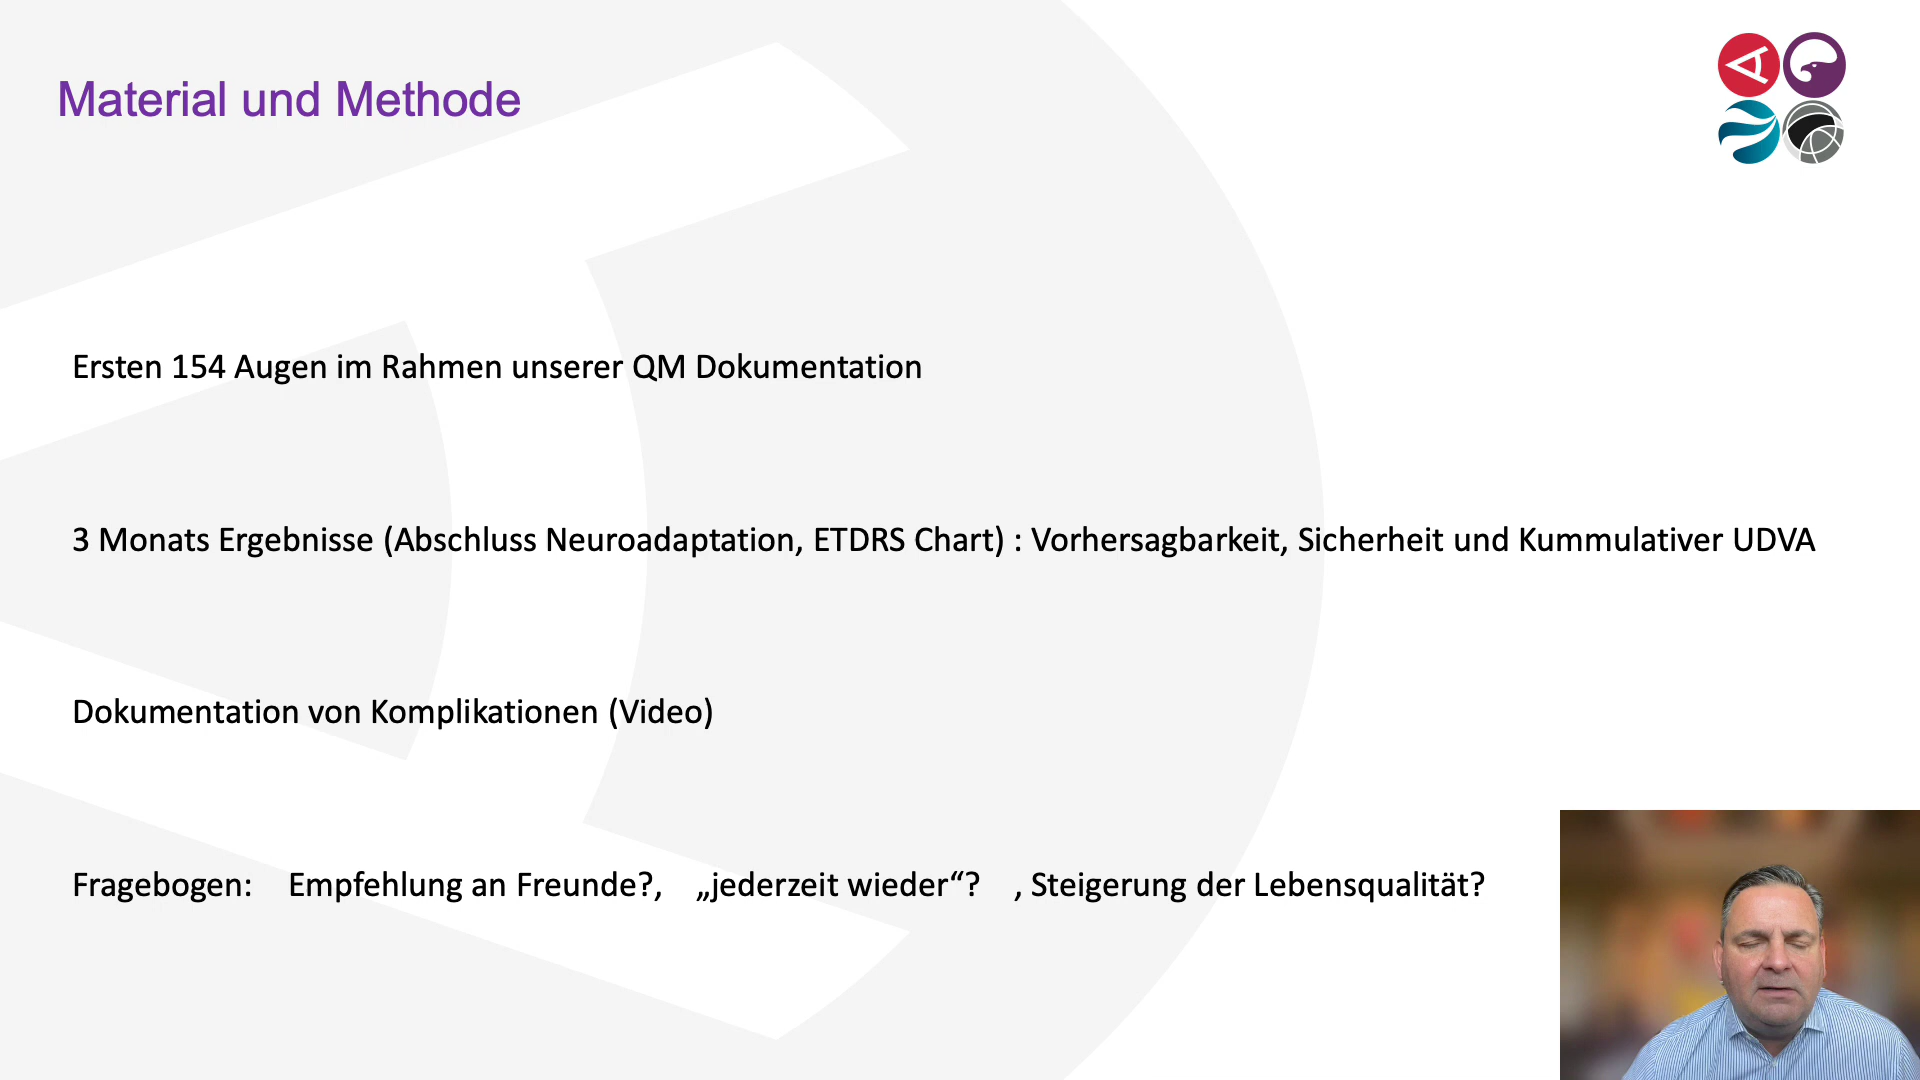 Material und Methode
Ersten 154 Augen im Rahmen unserer QM Dokumentation
3 Monats Ergebnisse (Abschluss Neuroadaptation, ETDRS Chart) : Vorhersagbarkeit, Sicherheit und Kummulativer UDVA
Dokumentation von Komplikationen (Video)
Fragebogen: Empfehlung an Freunde?, „jederzeit wieder“? , Steigerung der Lebensqualität?